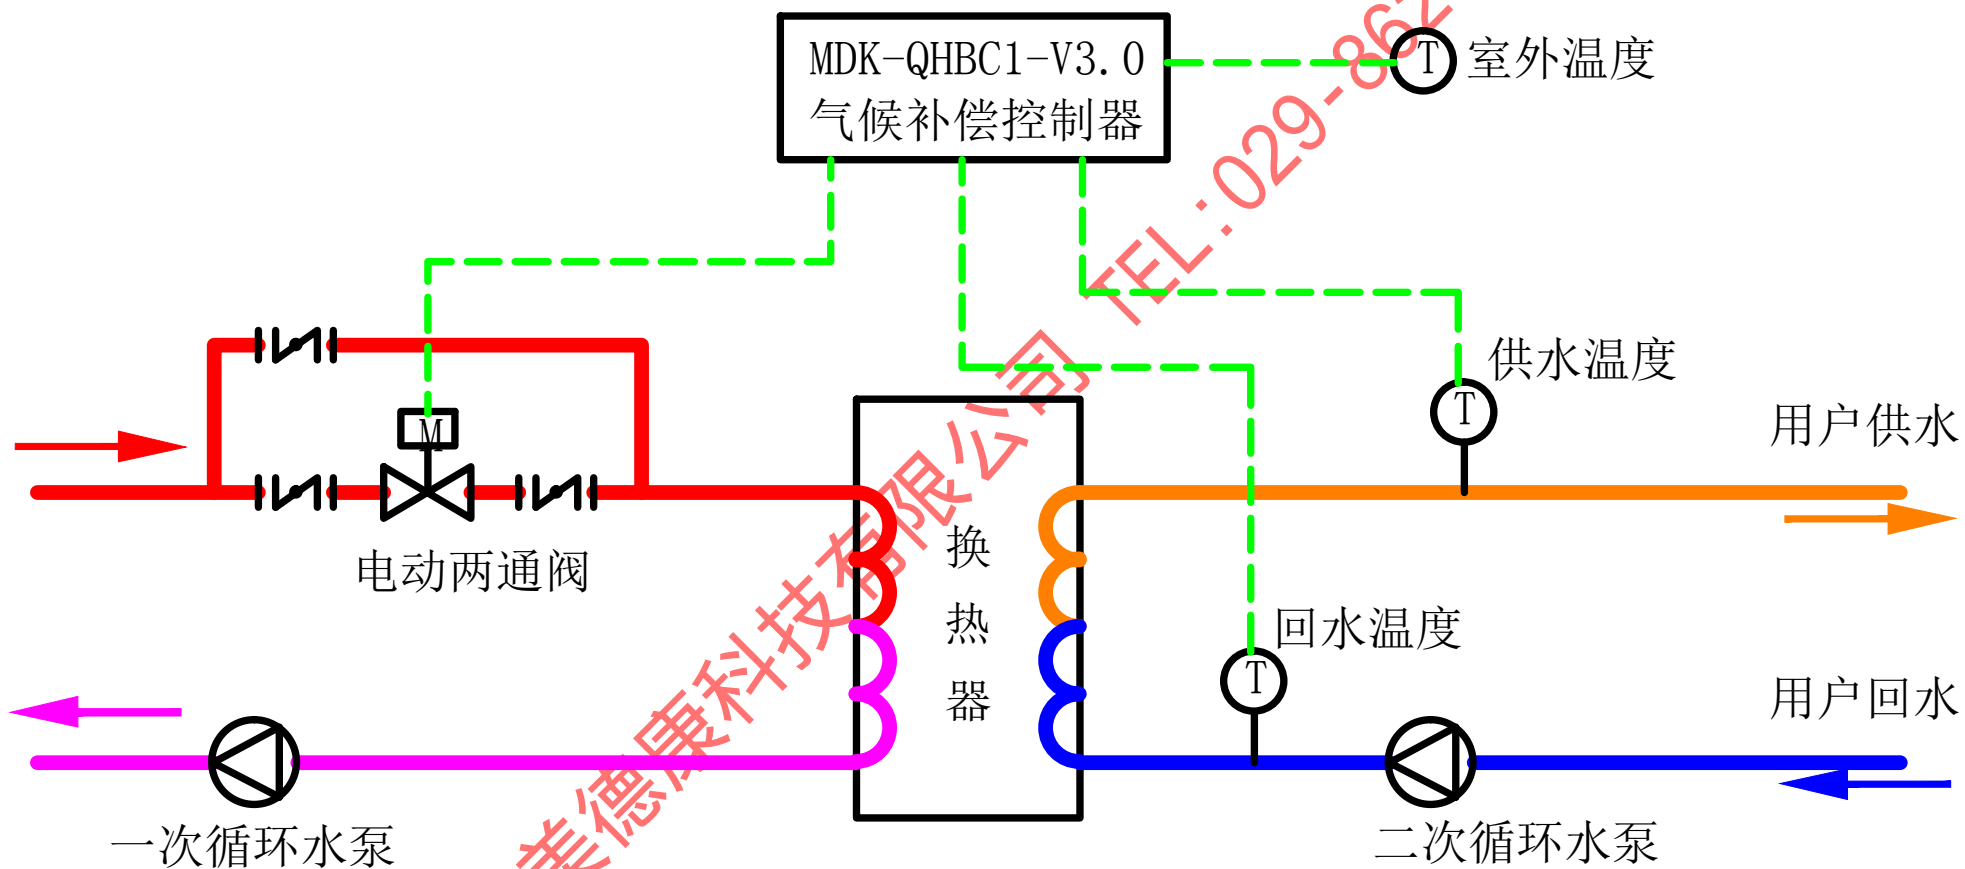 MDK-QHBC1-V3.0
气候补偿控制器
T 室外温度
供水温度
T
用户供水
M
电动两通阀
换
热
器
回水温度
T
用户回水
一次循环水泵
二次循环水泵
美德康科技有限公司 TEL:029-862